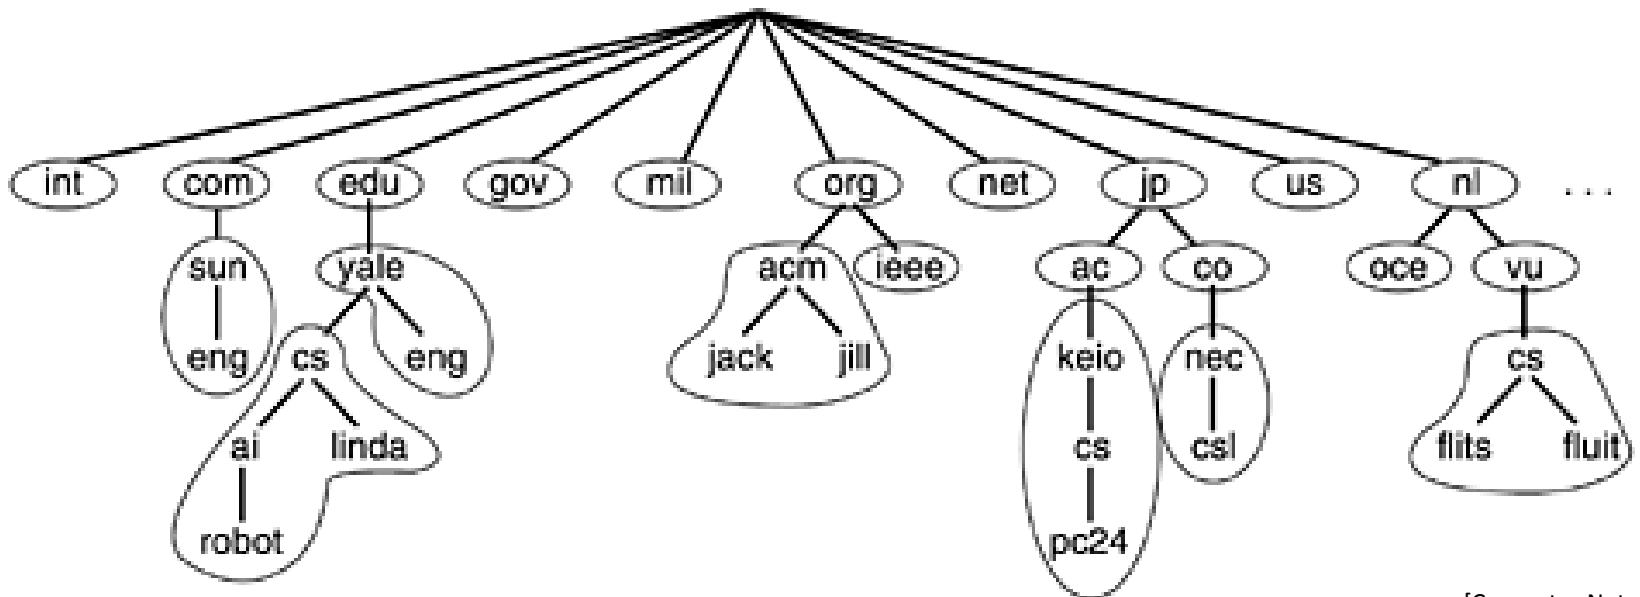 int com edu gov mil org net jp us nl . . .
sun yale acm ieee ac co oce vu
eng cs eng jack jill keio nec cs
ai linda cs csl flits fluit
robot pc24